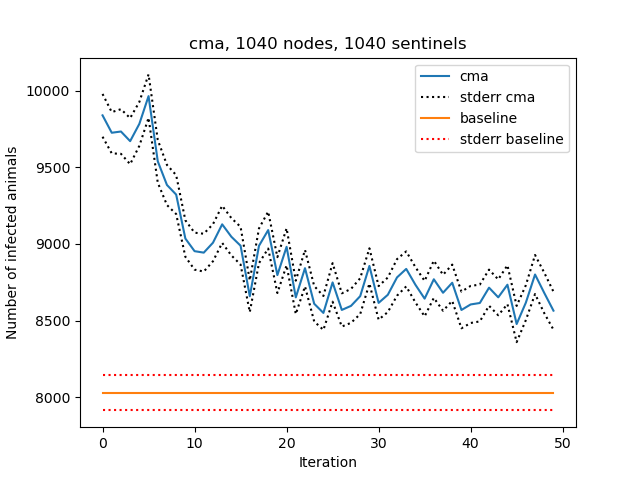 cma, 1040 nodes, 1040 sentinels
cma
stderr cma
baseline
stderr baseline
Number of infected animals
10000
9500
9000
8500
8000
0 10 20 30 40 50
Iteration